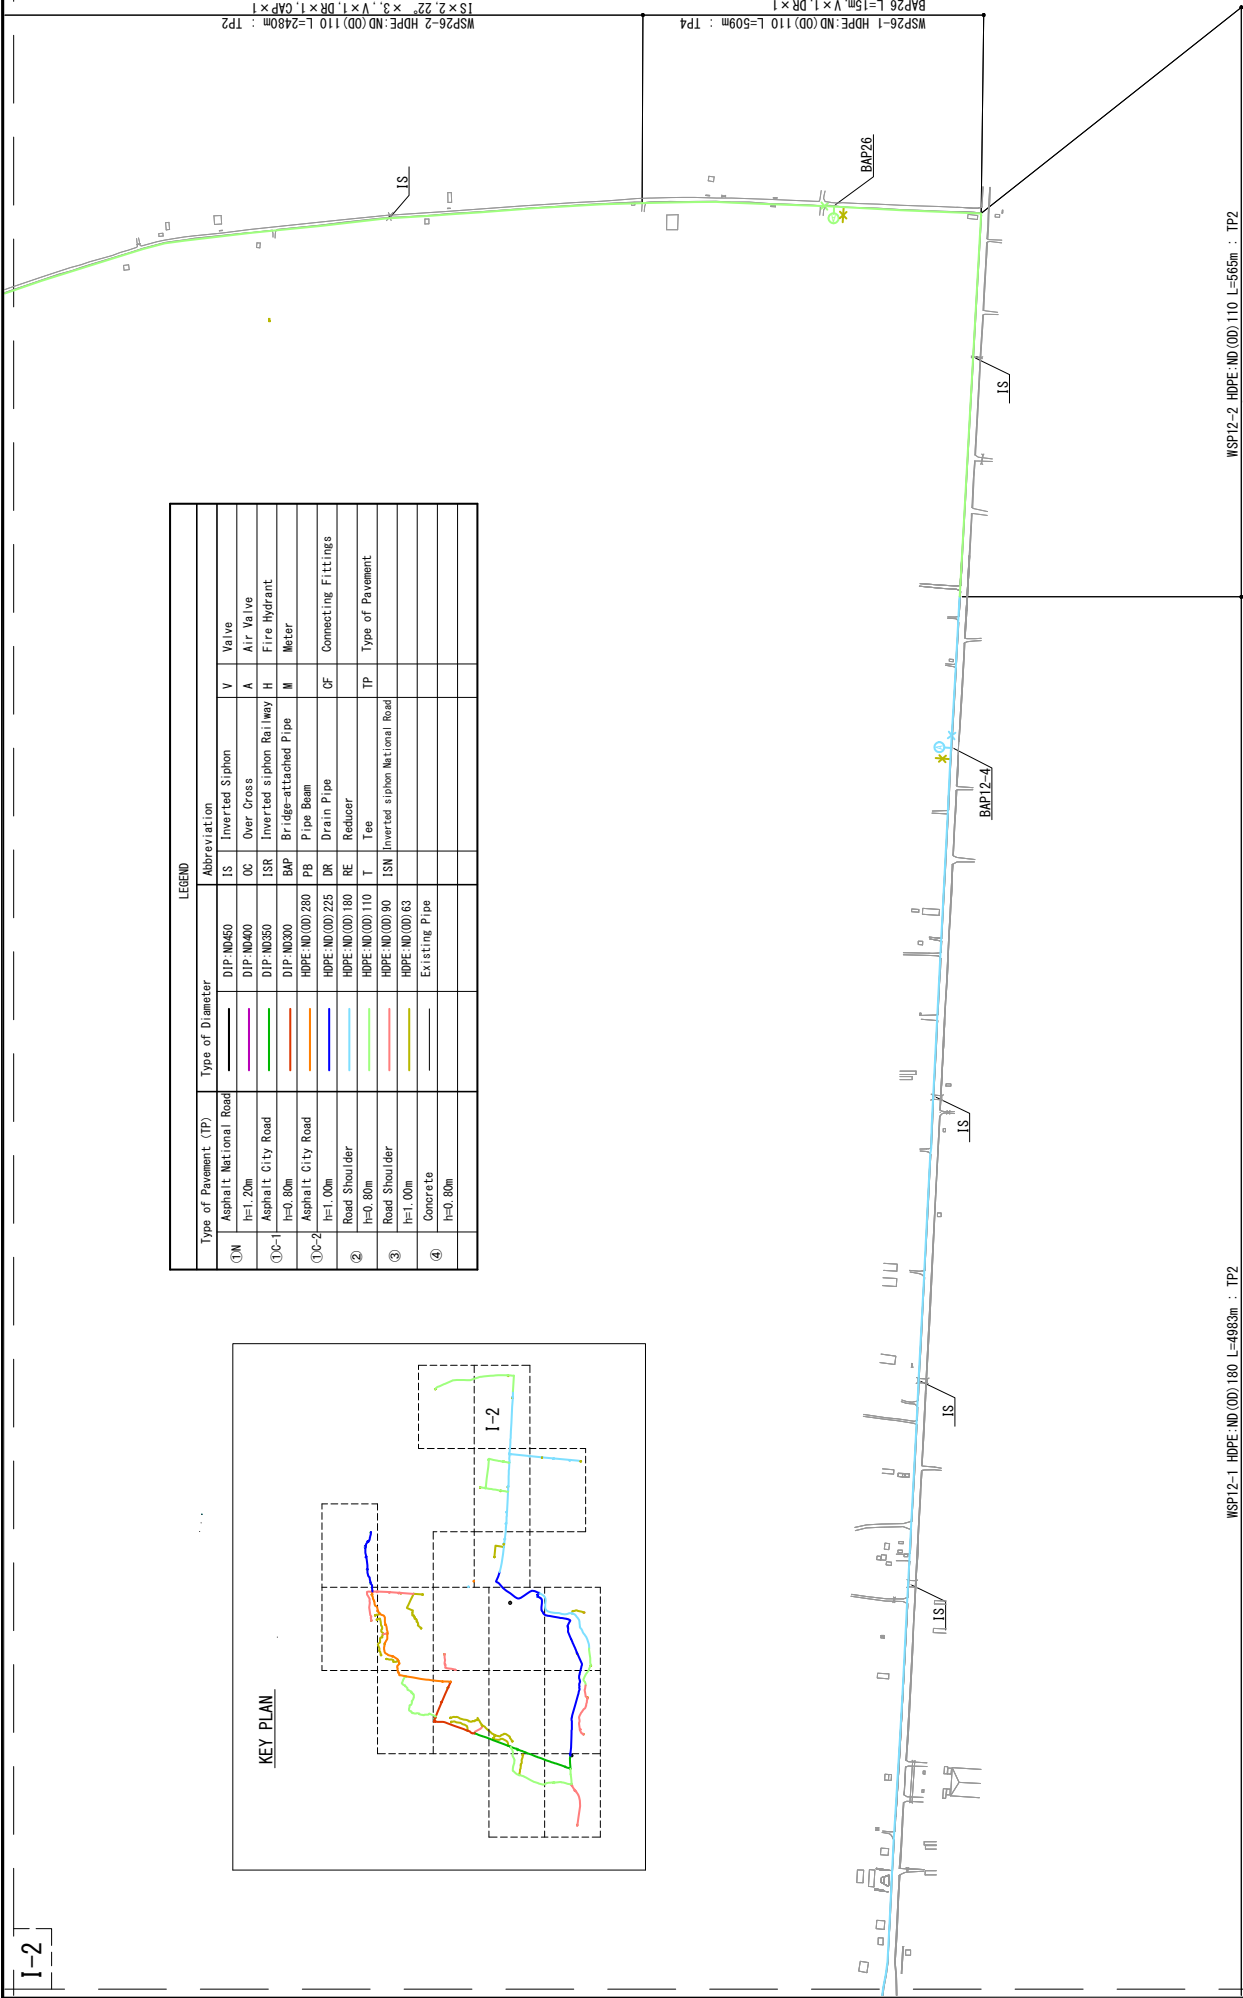 I-2
KEY PLAN
I-2
LEGEND
Type of Pavement (TP) Type of Diameter Abbreviation
①N Asphalt National Road DIP:ND450 IS Inverted Siphon V Valve
h=1.20m DIP:ND400 OC Over Cross A Air Valve
①C-1 Asphalt City Road DIP:ND350 ISR Inverted siphon Railway H Fire Hydrant
h=0.80m DIP:ND300 BAP Bridge-attached Pipe M Meter
①C-2 Asphalt City Road HDPE:ND(OD)280 PB Pipe Beam
h=1.00m HDPE:ND(OD)225 DR Drain Pipe CF Connecting Fittings
② Road Shoulder HDPE:ND(OD)180 RE Reducer
h=0.80m HDPE:ND(OD)110 T Tee TP Type of Pavement
③ Road Shoulder HDPE:ND(OD)90 ISN Inverted siphon National Road
h=1.00m HDPE:ND(OD)63
④ Concrete Existing Pipe
h=0.80m
IS
BAP26
IS
BAP12-4
IS
IS
IS
WSP26-2 HDPE:ND(OD)110 L=2480m : TP2
IS×2, 22° ×3, , V×1, DR×1, 1 CAP×1
WSP26-1 HDPE:ND(OD)110 L=509m : TP4
BAP26 L=15m, V×1, DR×1
WSP12-1 HDPE:ND(OD)180 L=4983m : TP2
WSP12-2 HDPE:ND(OD)110 L=565m : TP2